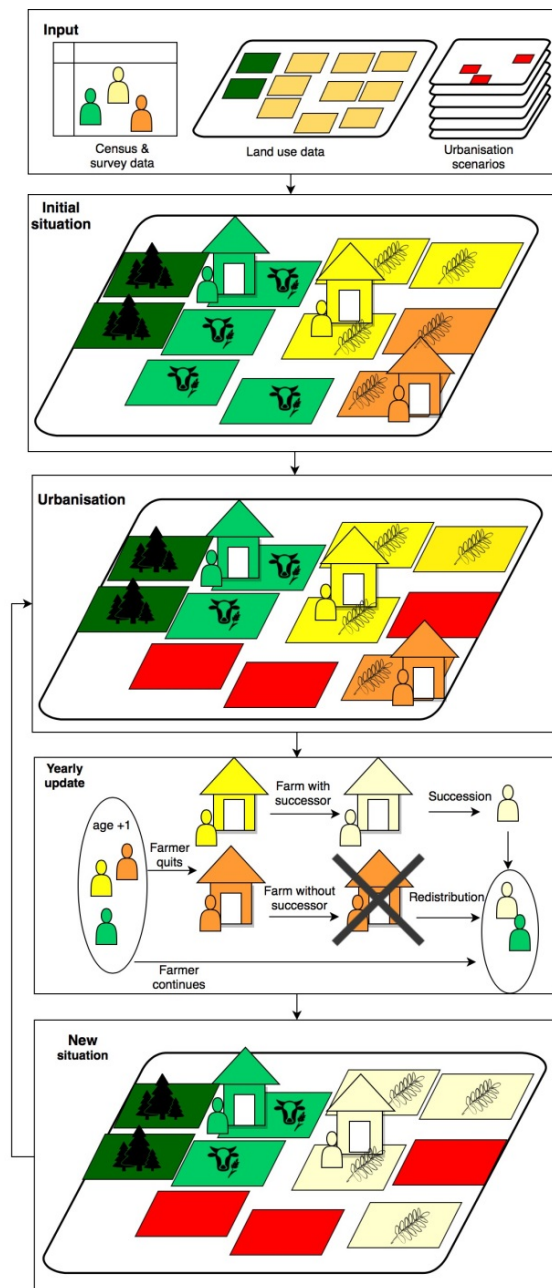 Input
Census &
survey data
Land use data
Urbanisation
scenarios
Initial
situation
Urbanisation
Yearly
update
age +1
Farmer
quits
Farm with
successor
Succession
Farm without
successor
Redistribution
Farmer
continues
New
situation